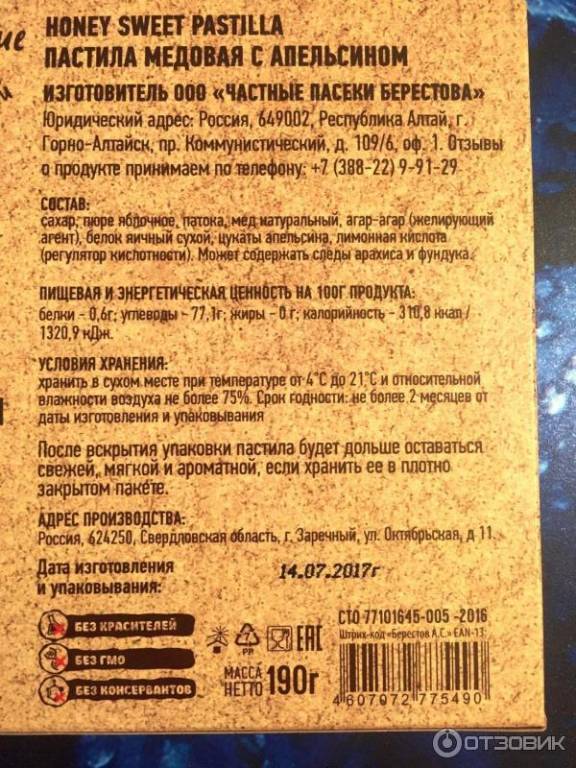 HONEY SWEET PASTILLA
ПАСТИЛА МЕДОВАЯ С АПЕЛЬСИНОМ
ИЗГОТОВИТЕЛЬ ООО «ЧАСТНЫЕ ПАСЕКИ БЕРЕСТОВА»
Юридический адрес: Россия, 649002, Республика Алтай, г.
Горно-Алтайск, пр. Коммунистический, д. 109/6, оф. 1. Отзывы
о продукте принимаем по телефону: +7 (388-22) 9-91-29
СОСТАВ:
сахар, пюре яблочное, патока, мед натуральный, агар-агар (желирующий
агент), белок яичный сухой, цукаты апельсина, лимонная кислота
(регулятор кислотности). Может содержать следы арахиса и фундука.
ПИЩЕВАЯ И ЭНЕРГЕТИЧЕСКАЯ ЦЕННОСТЬ НА 100Г ПРОДУКТА:
белки - 0,6г; углеводы - 77,1г; жиры - 0 г; калорийность - 310,8 ккал /
1320,9 кДж.
УСЛОВИЯ ХРАНЕНИЯ:
хранить в сухом месте при температуре от 4°С до 21°С и относительной
влажности воздуха не более 75%. Срок годности: не более 2 месяцев от
даты изготовления и упаковывания
После вскрытия упаковки пастила будет дольше оставаться
свежей, мягкой и ароматной, если хранить ее в плотно
закрытом пакете.
АДРЕС ПРОИЗВОДСТВА:
Россия, 624250, Свердловская область, г. Заречный, ул. Октябрьская, д 11.
Дата изготовления
и упаковывания:
14.07.2017г
БЕЗ КРАСИТЕЛЕЙ
БЕЗ ГМО
БЕЗ КОНСЕРВАНТОВ
7
PP
EAC
МАССА
НЕТТО
190г
СТО 77101645-005 -2016
Штрих-код «Берестов А.С.» EAN-13
4 607072 775490
ОТЗОВИК